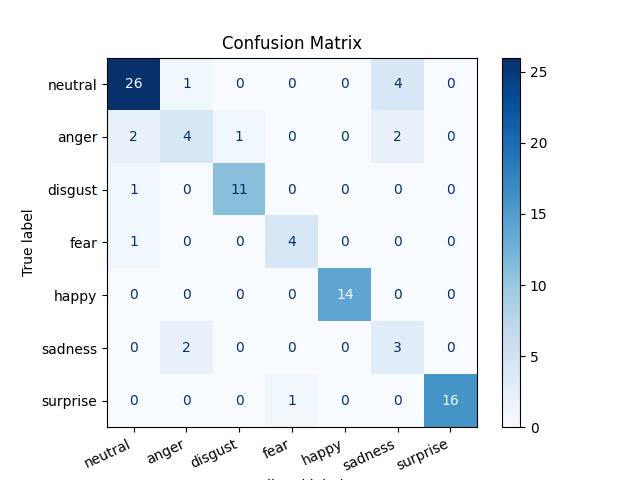 Confusion Matrix
True label
neutral 26 1 0 0 0 4 0
anger 2 4 1 0 0 2 0
disgust 1 0 11 0 0 0 0
fear 1 0 0 4 0 0 0
happy 0 0 0 0 14 0 0
sadness 0 2 0 0 0 3 0
surprise 0 0 0 1 0 0 16
neutral anger disgust fear happy sadness surprise
25
20
15
10
5
0